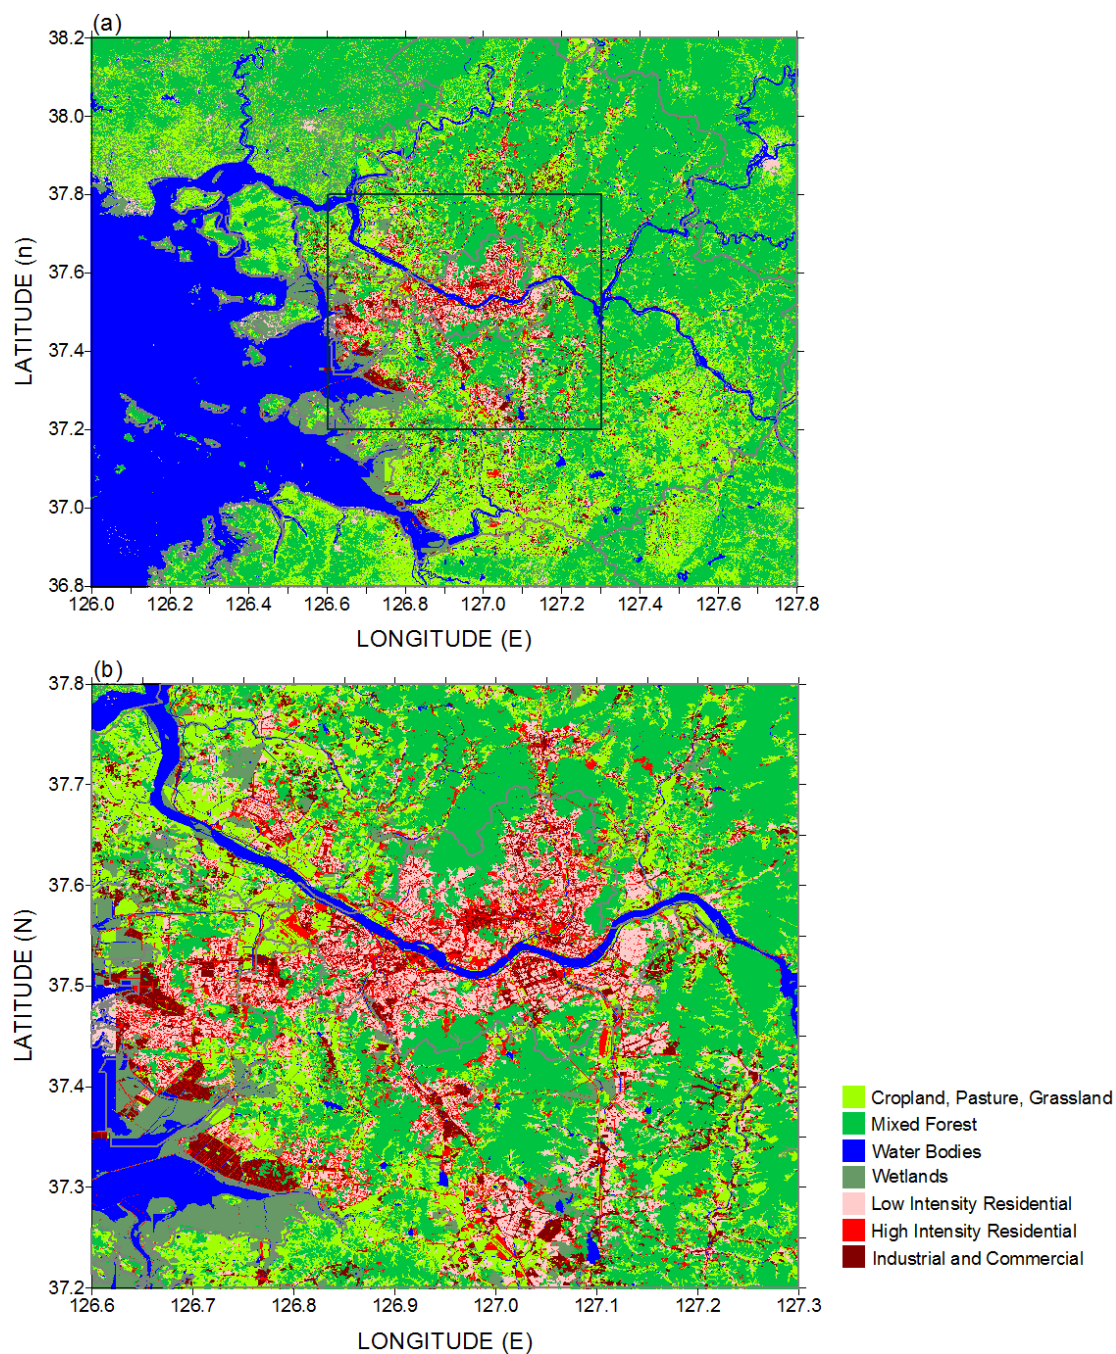 (a)
38.2
38.0
37.8
37.6
37.4
37.2
37.0
36.8
LATITUDE (n)
126.0 126.2 126.4 126.6 126.8 127.0 127.2 127.4 127.6 127.8
LONGITUDE (E)
(b)
37.8
37.7
37.6
37.5
37.4
37.3
37.2
LATITUDE (N)
126.6 126.7 126.8 126.9 127.0 127.1 127.2 127.3
LONGITUDE (E)
Cropland, Pasture, Grassland
Mixed Forest
Water Bodies
Wetlands
Low Intensity Residential
High Intensity Residential
Industrial and Commercial